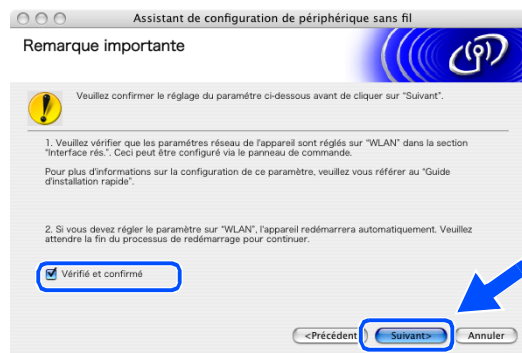 Assistant de configuration de périphérique sans fil
Remarque importante
Veuillez confirmer le réglage du paramétre ci-dessous avant de cliquer sur "Suivant".
1. Veuillez vérifier que les paramétres réseau de l'appareil sont réglés sur "WLAN" dans la section
"Interface rés.". Ceci peut être configuré via le panneau de commande.
Pour plus d'informations sur la configuration de ce paramètre, veuillez vous référer au "Guide
d'installation rapide".
2. Si vous devez régler le paramètre sur "WLAN", l'appareil redémarrera automatiquement. Veuillez
attendre la fin du processus de redémarrage pour continuer.
Vérifié et confirmé
<Précédent
Suivant>
Annuler